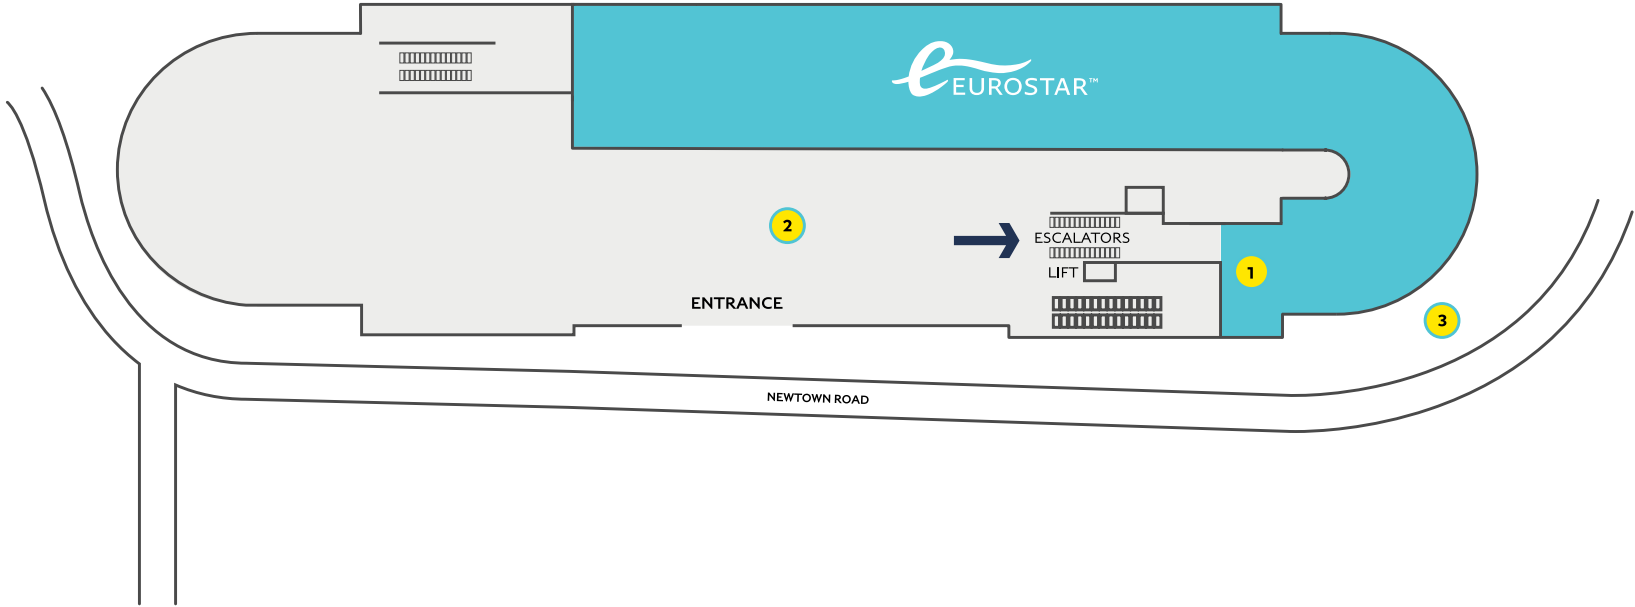 EUROSTAR™
2
ESCALATORS
LIFT
1
ENTRANCE
3
NEWTOWN ROAD